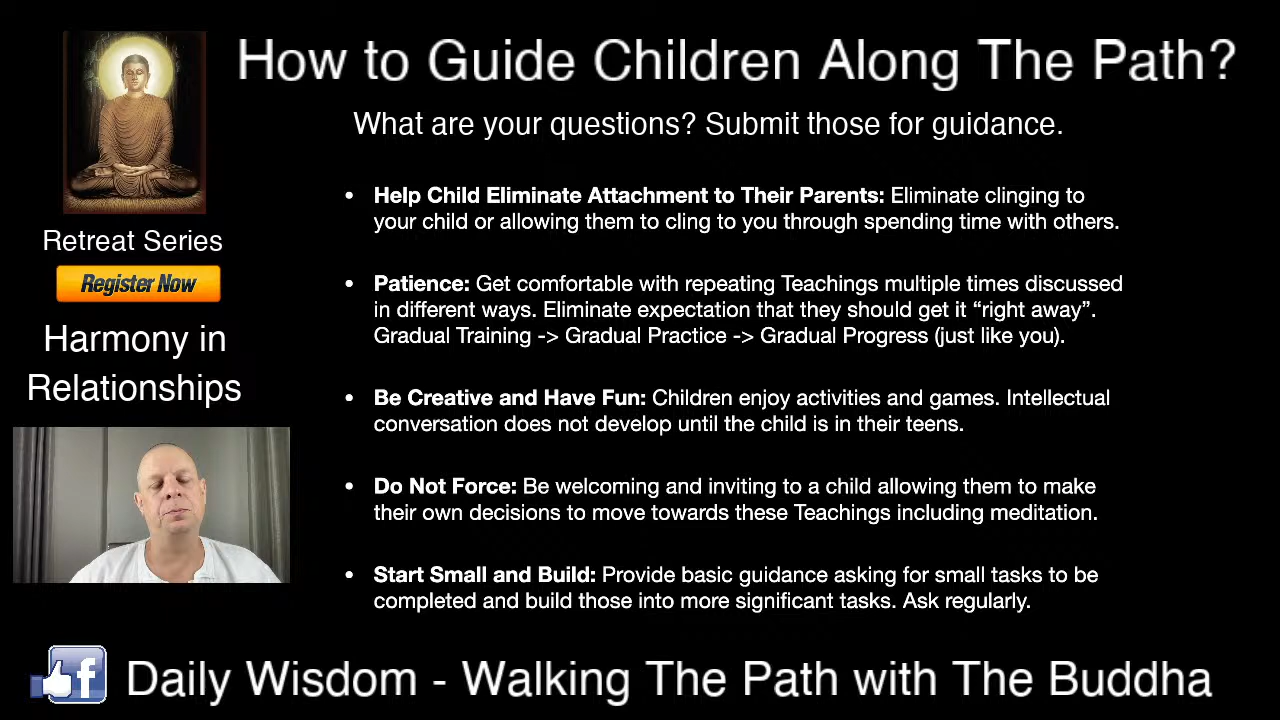 How to Guide Children Along The Path?
What are your questions? Submit those for guidance.
Retreat Series
Register Now
Harmony in
Relationships
• Help Child Eliminate Attachment to Their Parents: Eliminate clinging to
your child or allowing them to cling to you through spending time with others.
• Patience: Get comfortable with repeating Teachings multiple times discussed
in different ways. Eliminate expectation that they should get it “right away”.
Gradual Training -> Gradual Practice -> Gradual Progress (just like you).
• Be Creative and Have Fun: Children enjoy activities and games. Intellectual
conversation does not develop until the child is in their teens.
• Do Not Force: Be welcoming and inviting to a child allowing them to make
their own decisions to move towards these Teachings including meditation.
• Start Small and Build: Provide basic guidance asking for small tasks to be
completed and build those into more significant tasks. Ask regularly.
f
Daily Wisdom - Walking The Path with The Buddha